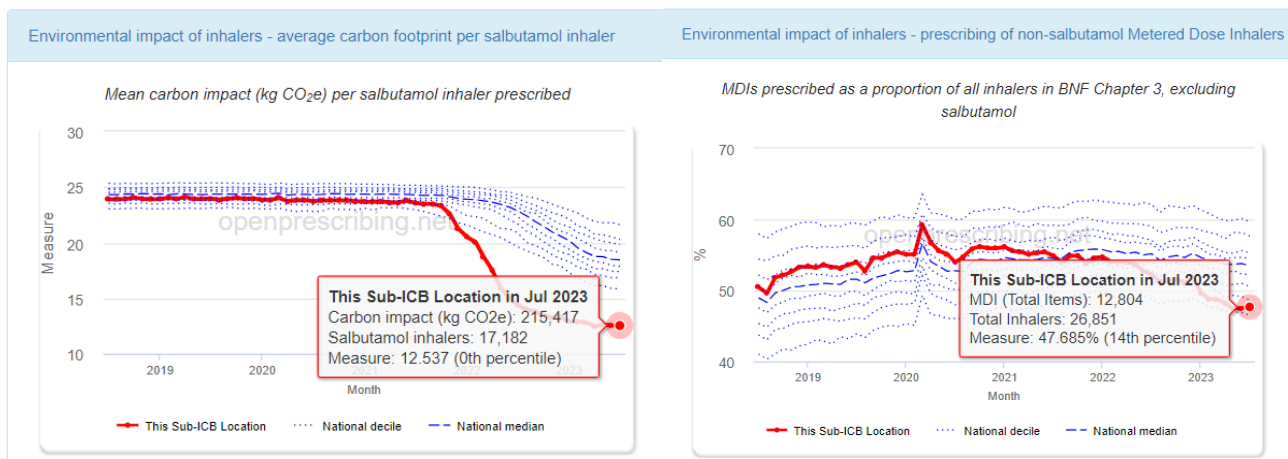 Environmental impact of inhalers - average carbon footprint per salbutamol inhaler
Mean carbon impact (kg CO₂e) per salbutamol inhaler prescribed
30
25
20
15
10
Measure
openprescribing.net
This Sub-ICB Location in Jul 2023
Carbon impact (kg CO2e): 215,417
Salbutamol inhalers: 17,182
Measure: 12.537 (0th percentile)
2019
2020
2021
2022
2023
Month
This Sub-ICB Location
National decile
National median
Environmental impact of inhalers - prescribing of non-salbutamol Metered Dose Inhalers
MDIs prescribed as a proportion of all inhalers in BNF Chapter 3, excluding
salbutamol
70
60
50
40
%
openprescribing.net
This Sub-ICB Location in Jul 2023
MDI (Total Items): 12,804
Total Inhalers: 26,851
Measure: 47.685% (14th percentile)
2019
2020
2021
2022
2023
Month
This Sub-ICB Location
National decile
National median